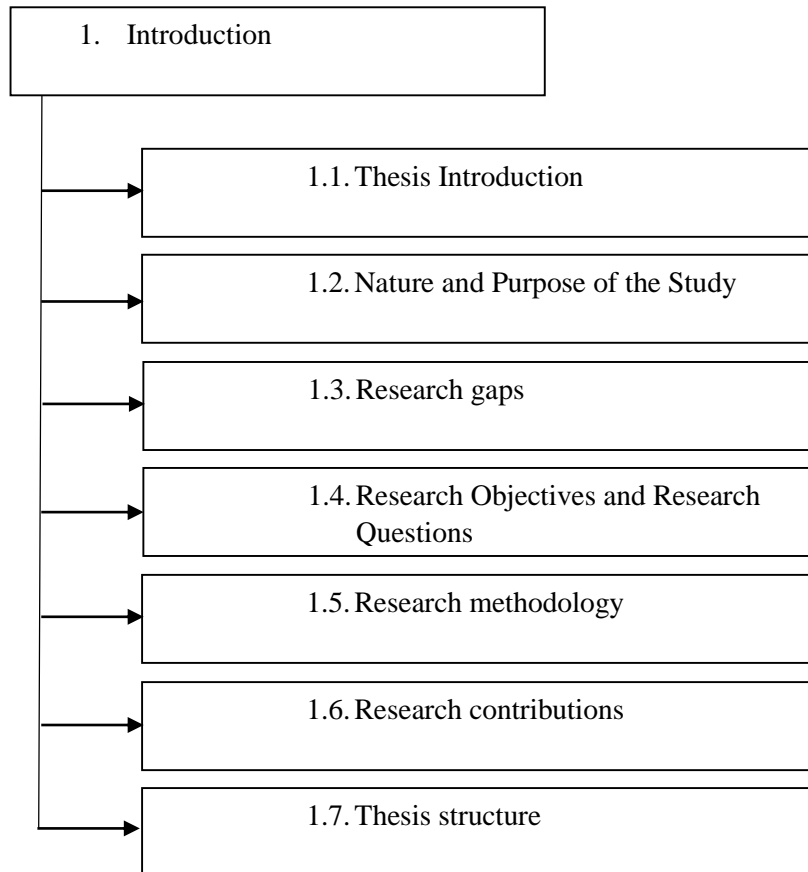 1. Introduction
1.1. Thesis Introduction
1.2. Nature and Purpose of the Study
1.3. Research gaps
1.4. Research Objectives and Research
Questions
1.5. Research methodology
1.6. Research contributions
1.7. Thesis structure